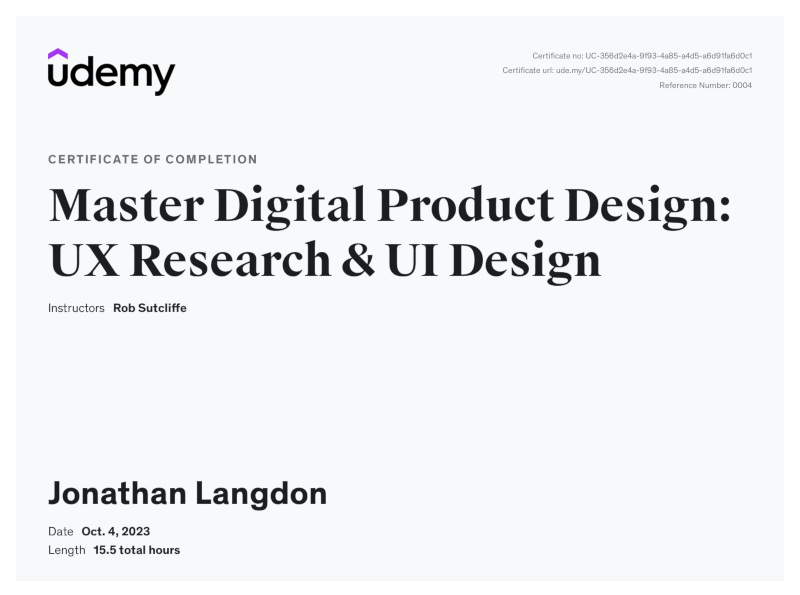 udemy
Certificate no: UC-356d2e4a-9f93-4a85-a4d5-a6d91fa6d0c1
Certificate url: ude.my/UC-356d2e4a-9f93-4a85-a4d5-a6d91fa6d0c1
Reference Number: 0004
CERTIFICATE OF COMPLETION
Master Digital Product Design:
UX Research & UI Design
Instructors Rob Sutcliffe
Jonathan Langdon
Date Oct. 4, 2023
Length 15.5 total hours